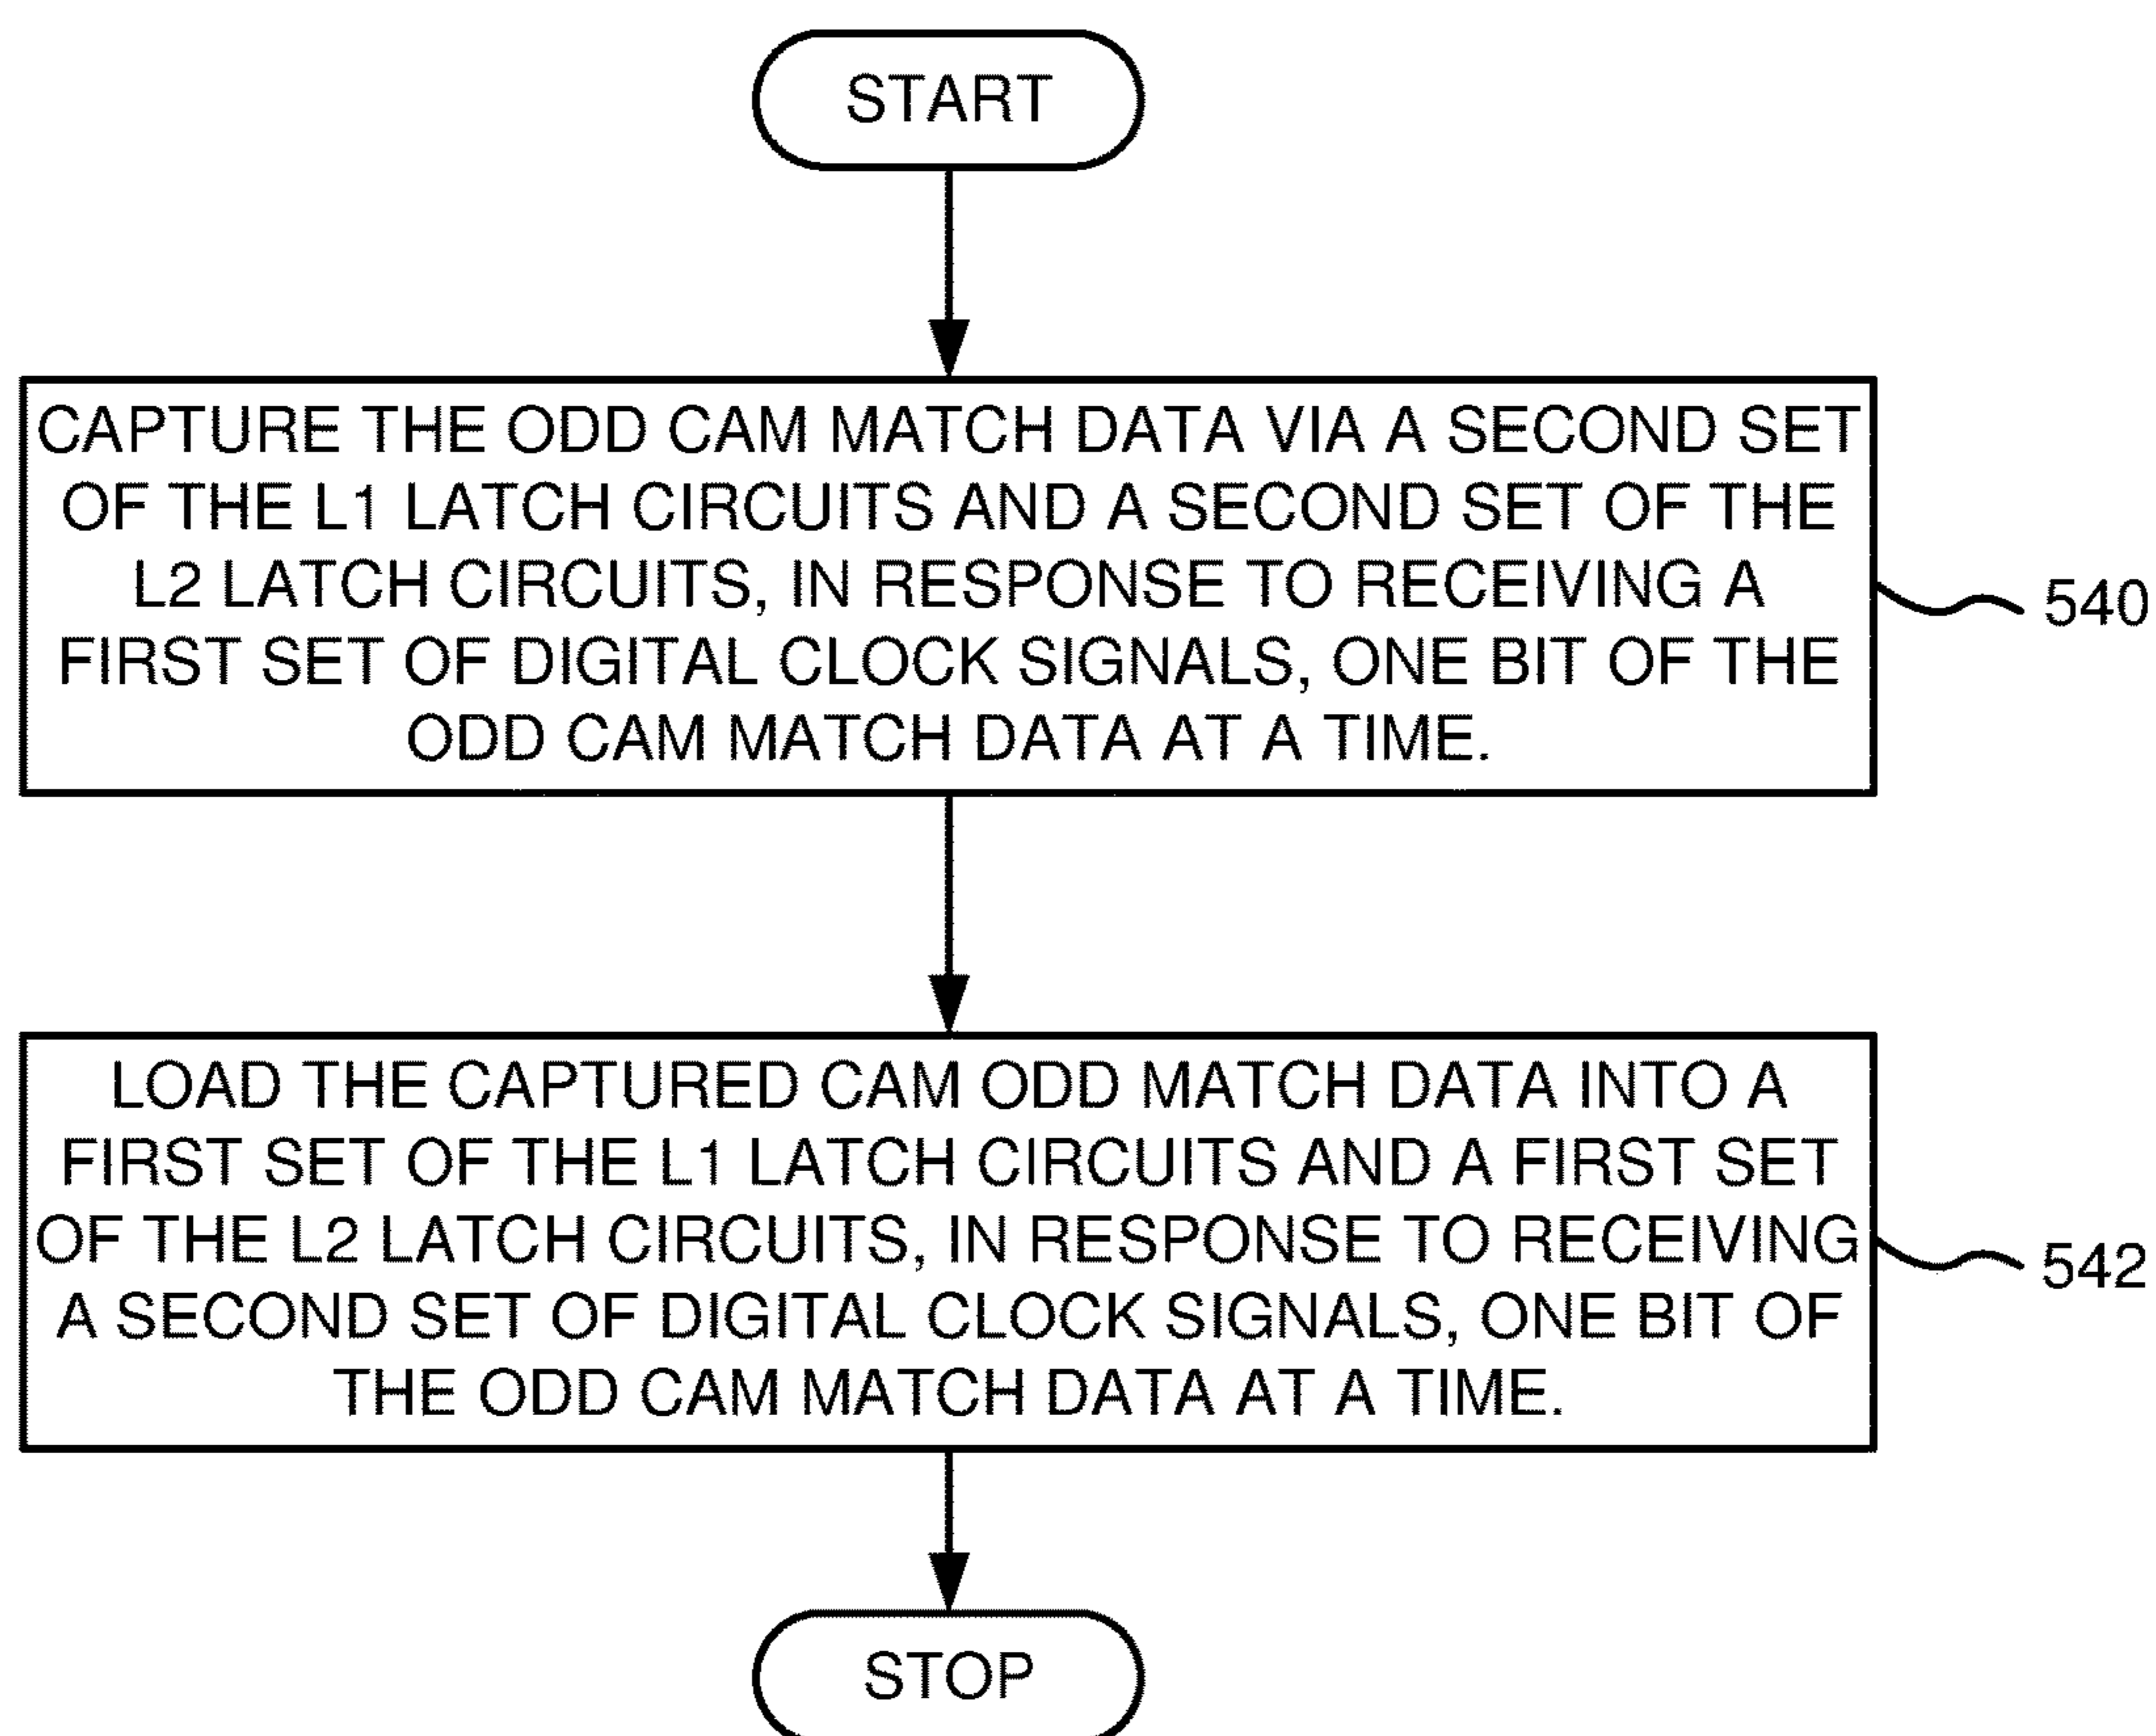 START
CAPTURE THE ODD CAM MATCH DATA VIA A SECOND SET
OF THE L1 LATCH CIRCUITS AND A SECOND SET OF THE
L2 LATCH CIRCUITS, IN RESPONSE TO RECEIVING A
FIRST SET OF DIGITAL CLOCK SIGNALS, ONE BIT OF THE
ODD CAM MATCH DATA AT A TIME.
540
LOAD THE CAPTURED CAM ODD MATCH DATA INTO A
FIRST SET OF THE L1 LATCH CIRCUITS AND A FIRST SET
OF THE L2 LATCH CIRCUITS, IN RESPONSE TO RECEIVING
A SECOND SET OF DIGITAL CLOCK SIGNALS, ONE BIT OF
THE ODD CAM MATCH DATA AT A TIME.
542
STOP